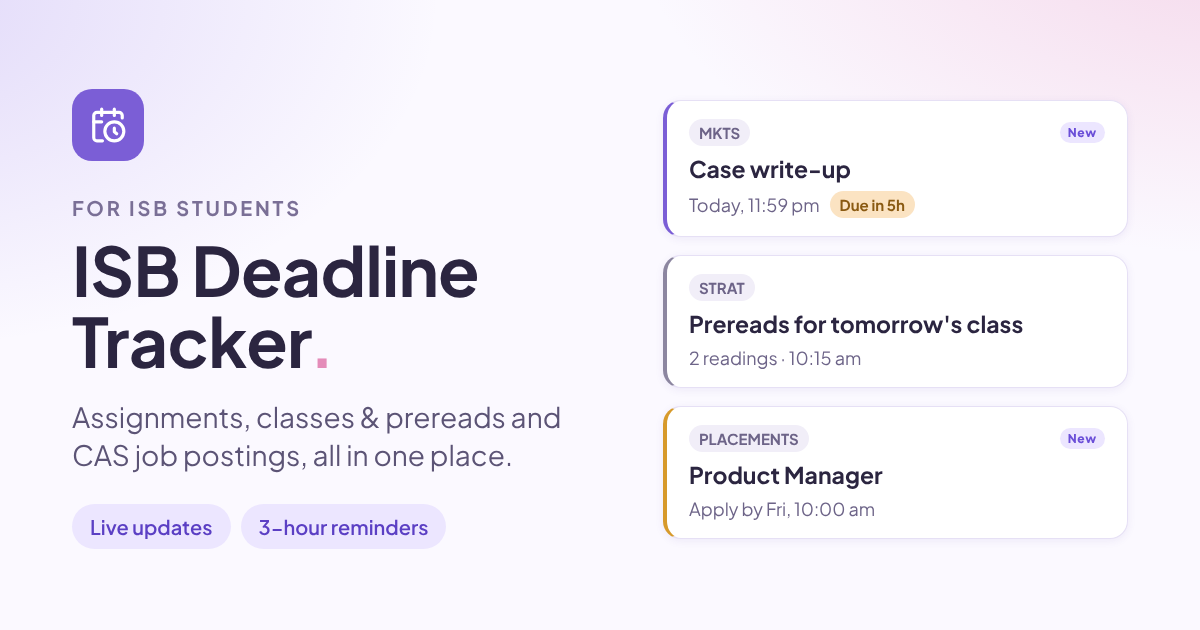 FOR ISB STUDENTS
ISB Deadline
Tracker.
Assignments, classes & prereads and
CAS job postings, all in one place.
Live updates
3-hour reminders
MKTS
New
Case write-up
Today, 11:59 pm
Due in 5h
STRAT
Prereads for tomorrow's class
2 readings · 10:15 am
PLACEMENTS
New
Product Manager
Apply by Fri, 10:00 am